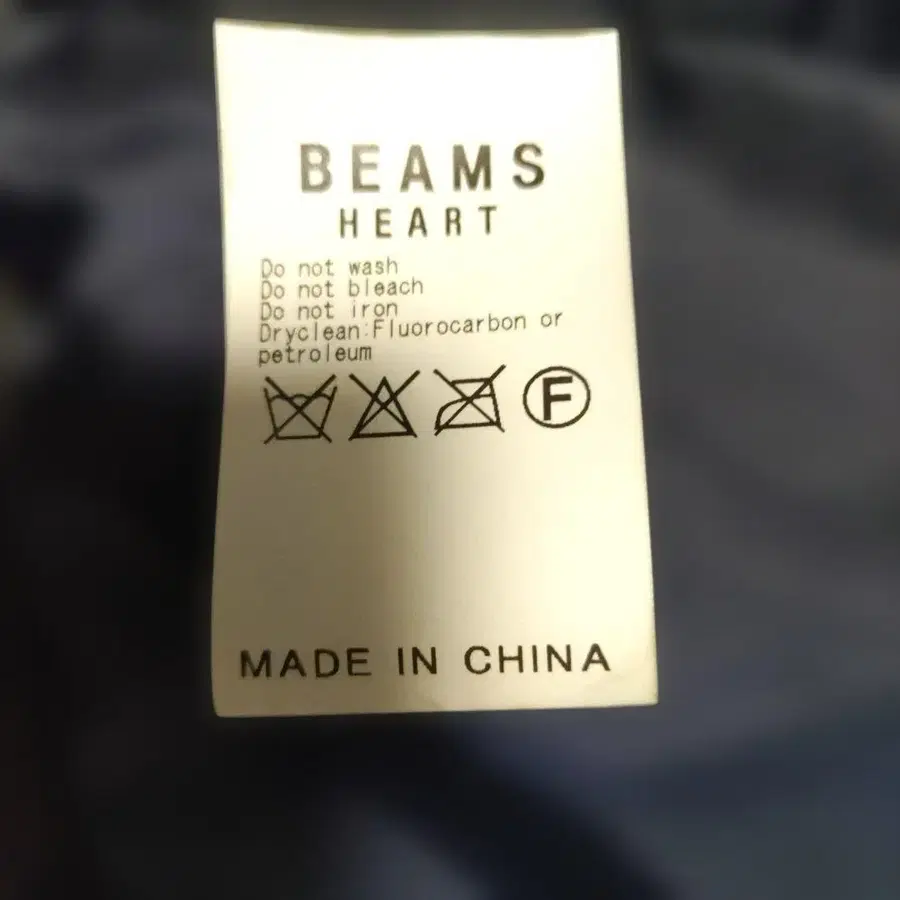 BEAMS
HEART
Do not wash
Do not bleach
Do not iron
Dryclean:Fluorocarbon or
petroleum
F
MADE IN CHINA